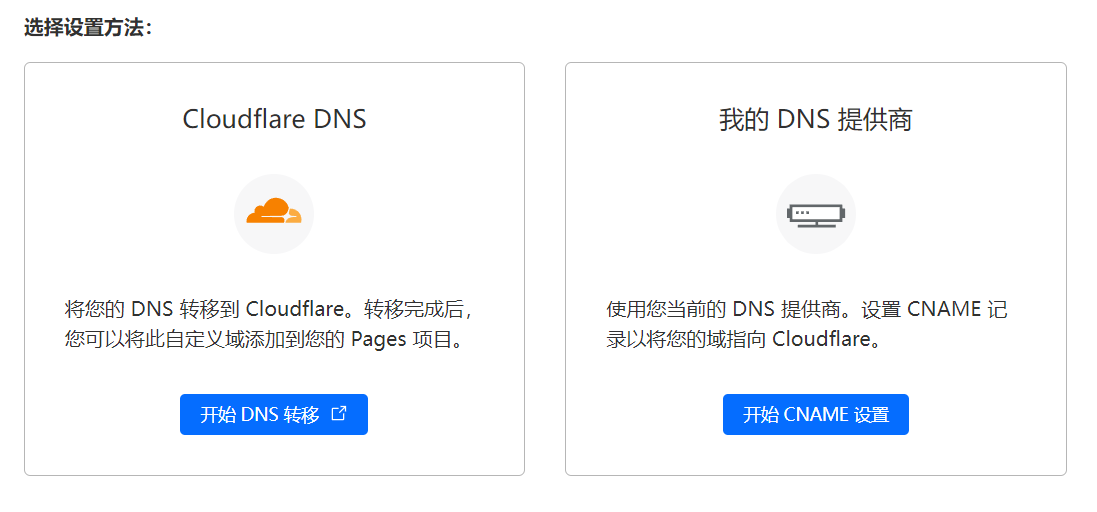 选择设置方法：
Cloudflare DNS
将您的 DNS 转移到 Cloudflare。转移完成后，
您可以将此自定义域添加到您的 Pages 项目。
开始 DNS 转移
我的 DNS 提供商
使用您当前的 DNS 提供商。设置 CNAME 记
录以将您的域指向 Cloudflare。
开始 CNAME 设置